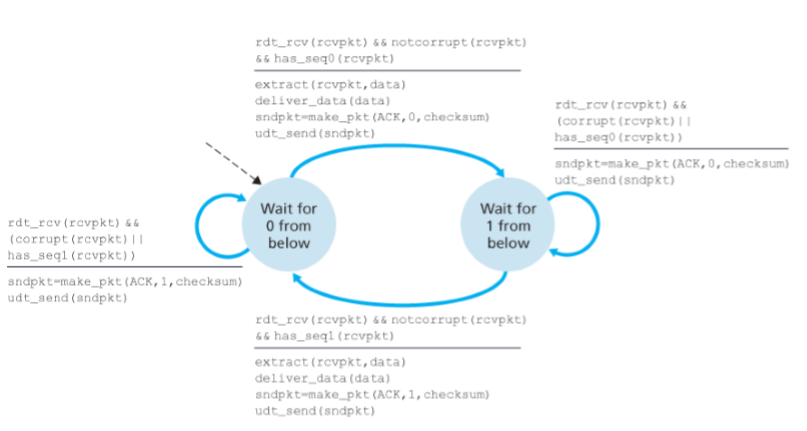 rdt_rcv(rcvpkt) && notcorrupt(rcvpkt)
&& has_seq0(rcvpkt)
extract(rcvpkt,data)
deliver_data(data)
sndpkt=make_pkt(ACK,0,checksum)
udt_send(sndpkt)
rdt_rcv(rcvpkt) &&
(corrupt(rcvpkt)||
has_seq0(rcvpkt))
sndpkt=make_pkt(ACK,0,checksum)
udt_send(sndpkt)
Wait for
0 from
below
Wait for
1 from
below
rdt_rcv(rcvpkt) &&
(corrupt(rcvpkt)||
has_seq1(rcvpkt))
sndpkt=make_pkt(ACK,1,checksum)
udt_send(sndpkt)
rdt_rcv(rcvpkt) && notcorrupt(rcvpkt)
&& has_seq1(rcvpkt)
extract(rcvpkt,data)
deliver_data(data)
sndpkt=make_pkt(ACK,1,checksum)
udt_send(sndpkt)